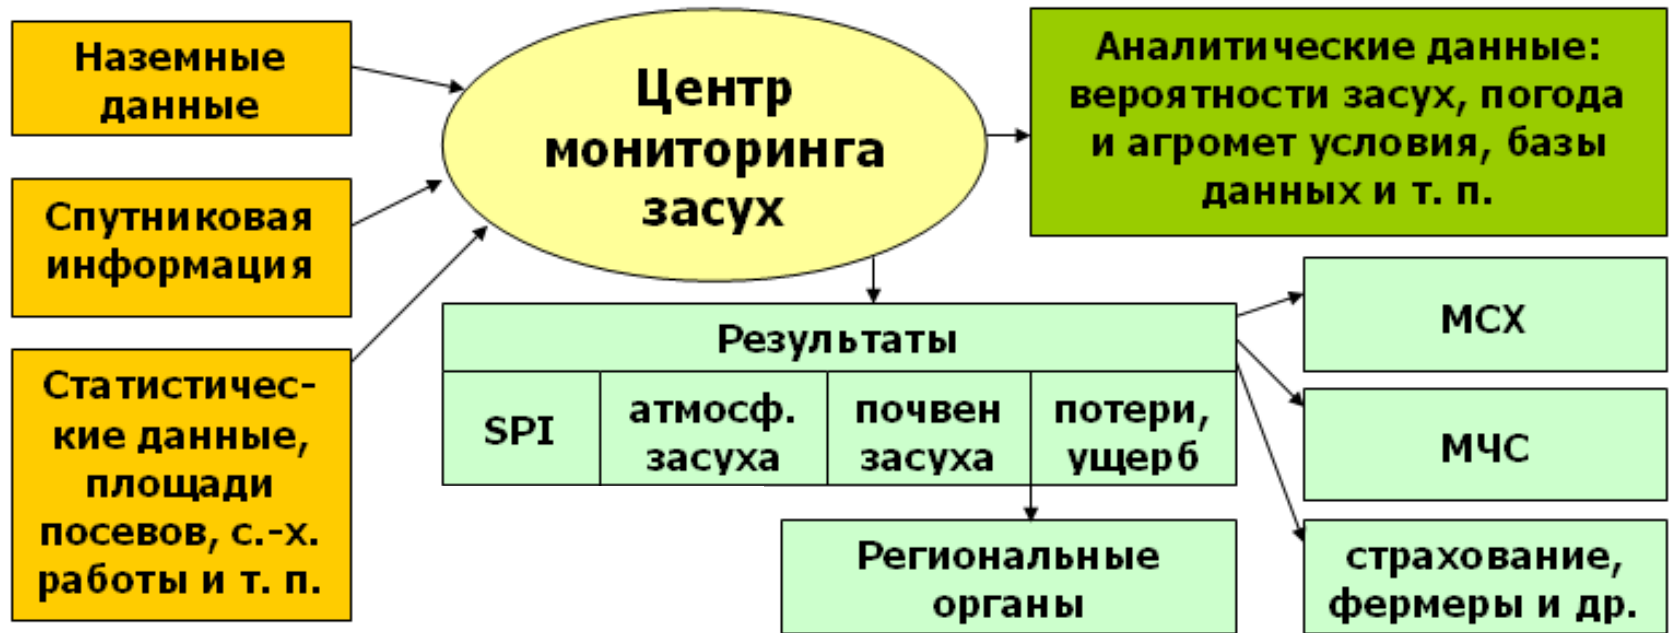 Наземные
данные
Спутниковая
информация
Статистичес-
кие данные,
площади
посевов, с.-х.
работы и т. п.
Центр
мониторинга
засух
Аналитические данные:
вероятности засух, погода
и агромет условия, базы
данных и т. п.
Результаты
SPI
атмосф.
засуха
почвен
засуха
потери,
ущерб
Региональные
органы
МСХ
МЧС
страхование,
фермеры и др.